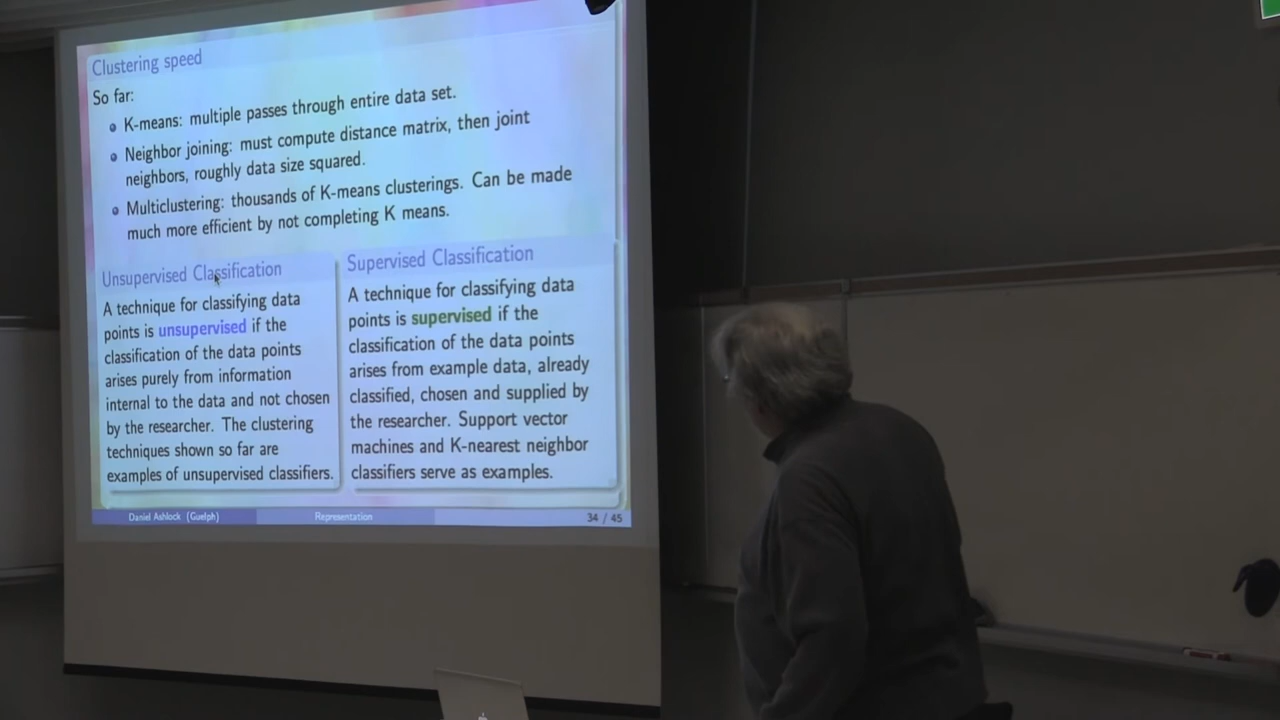 Clustering speed
So far:
K-means: multiple passes through entire data set.
Neighbor joining: must compute distance matrix, then joint
neighbors, roughly data size squared.
Multiclustering: thousands of K-means clusterings. Can be made
much more efficient by not completing K means.
Unsupervised Classification
A technique for classifying data
points is unsupervised if the
classification of the data points
arises purely from information
internal to the data and not chosen
by the researcher. The clustering
techniques shown so far are
examples of unsupervised classifiers.
Supervised Classification
A technique for classifying data
points is supervised if the
classification of the data points
arises from example data, already
classified, chosen and supplied by
the researcher. Support vector
machines and K-nearest neighbor
classifiers serve as examples.
Daniel Ashlock (Guelph)
Representation
34 / 45